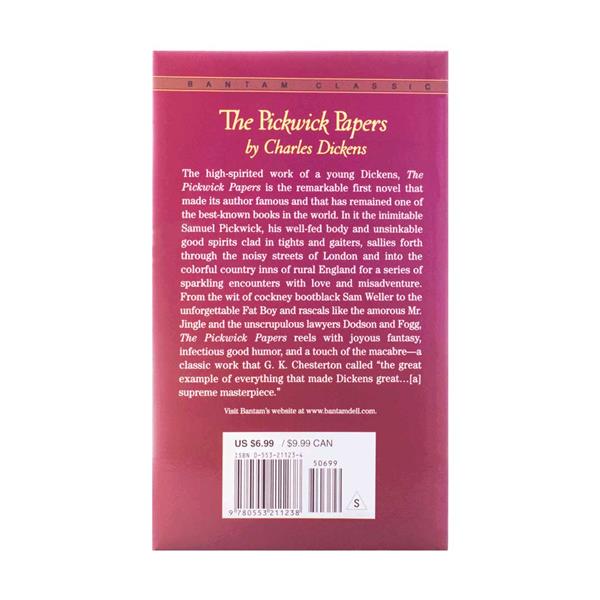 BANTAM CLASSIC
The Pickwick Papers
by Charles Dickens
The high-spirited work of a young Dickens, The
Pickwick Papers is the remarkable first novel that
made its author famous and that has remained one of
the best-known books in the world. In it the inimitable
Samuel Pickwick, his well-fed body and unsinkable
good spirits clad in tights and gaiters, sallies forth
through the noisy streets of London and into the
colorful country inns of rural England for a series of
sparkling encounters with love and misadventure.
From the wit of cockney bootblack Sam Weller to the
unforgettable Fat Boy and rascals like the amorous Mr.
Jingle and the unscrupulous lawyers Dodson and Fogg,
The Pickwick Papers reels with joyous fantasy,
infectious good humor, and a touch of the macabre—a
classic work that G. K. Chesterton called “the great
example of everything that made Dickens great...[a]
supreme masterpiece.”
Visit Bantam's website at www.bantamdell.com.
US $6.99 / $9.99 CAN
ISBN 0-553-21123-4
50699
S
9 780553 211238